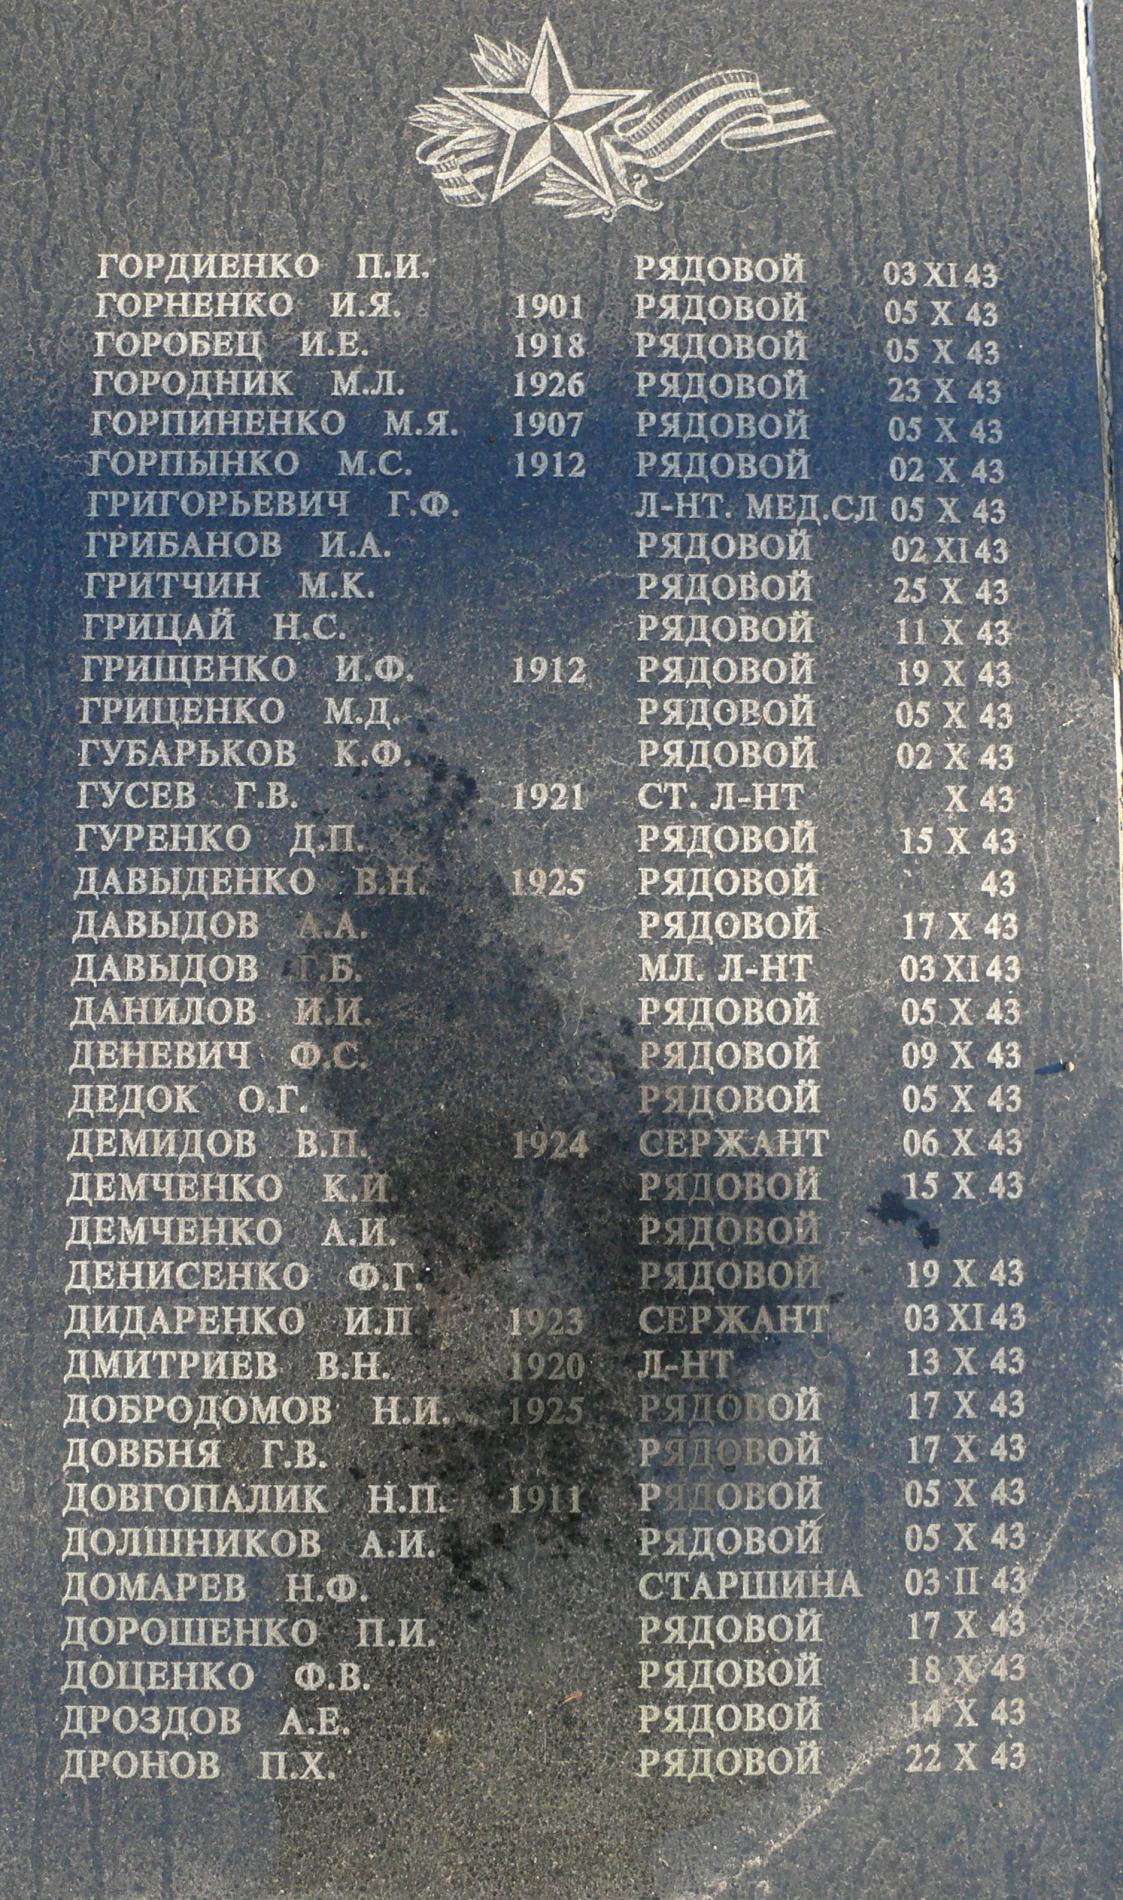 ГОРДИЕНКО П.И. РЯДОВОЙ 03 XI 43
ГОРНЕНКО И.Я. 1901 РЯДОВОЙ 05 X 43
ГОРОБЕЦ И.Е. 1918 РЯДОВОЙ 05 X 43
ГОРОДНИК М.Л. 1926 РЯДОВОЙ 23 X 43
ГОРПИНЕНКО М.Я. 1907 РЯДОВОЙ 05 X 43
ГОРПЫНКО М.С. 1912 РЯДОВОЙ 02 X 43
ГРИГОРЬЕВИЧ Г.Ф. Л-НТ. МЕД.СЛ 05 X 43
ГРИБАНОВ И.А. РЯДОВОЙ 02 XI 43
ГРИТЧИН М.К. РЯДОВОЙ 25 X 43
ГРИЦАЙ Н.С. РЯДОВОЙ 11 X 43
ГРИЩЕНКО И.Ф. 1912 РЯДОВОЙ 19 X 43
ГРИЦЕНКО М.Д. РЯДОВОЙ 05 X 43
ГУБАРЬКОВ К.Ф. РЯДОВОЙ 02 X 43
ГУСЕВ Г.В. 1921 СТ. Л-НТ X 43
ГУРЕНКО Д.П. РЯДОВОЙ 15 X 43
ДАВЫДЕНКО В.Н. 1925 РЯДОВОЙ 43
ДАВЫДОВ А.А. РЯДОВОЙ 17 X 43
ДАВЫДОВ Г.Б. МЛ. Л-НТ 03 XI 43
ДАНИЛОВ И.И. РЯДОВОЙ 05 X 43
ДЕНЕВИЧ Ф.С. РЯДОВОЙ 09 X 43
ДЕДОК О.Г. РЯДОВОЙ 05 X 43
ДЕМИДОВ В.П. 1924 СЕРЖАНТ 06 X 43
ДЕМЧЕНКО К.И. РЯДОВОЙ 15 X 43
ДЕМЧЕНКО А.И. РЯДОВОЙ
ДЕНИСЕНКО Ф.Г. РЯДОВОЙ 19 X 43
ДИДАРЕНКО И.П 1923 СЕРЖАНТ 03 XI 43
ДМИТРИЕВ В.Н. 1920 Л-НТ 13 X 43
ДОБРОДОМОВ Н.И. 1925 РЯДОВОЙ 17 X 43
ДОВБНЯ Г.В. РЯДОВОЙ 17 X 43
ДОВГОПАЛИК Н.П. 1911 РЯДОВОЙ 05 X 43
ДОЛШНИКОВ А.И. РЯДОВОЙ 05 X 43
ДОМАРЕВ Н.Ф. СТАРШИНА 03 II 43
ДОРОШЕНКО П.И. РЯДОВОЙ 17 X 43
ДОЦЕНКО Ф.В. РЯДОВОЙ 18 X 43
ДРОЗДОВ А.Е. РЯДОВОЙ 14 X 43
ДРОНОВ П.Х. РЯДОВОЙ 22 X 43